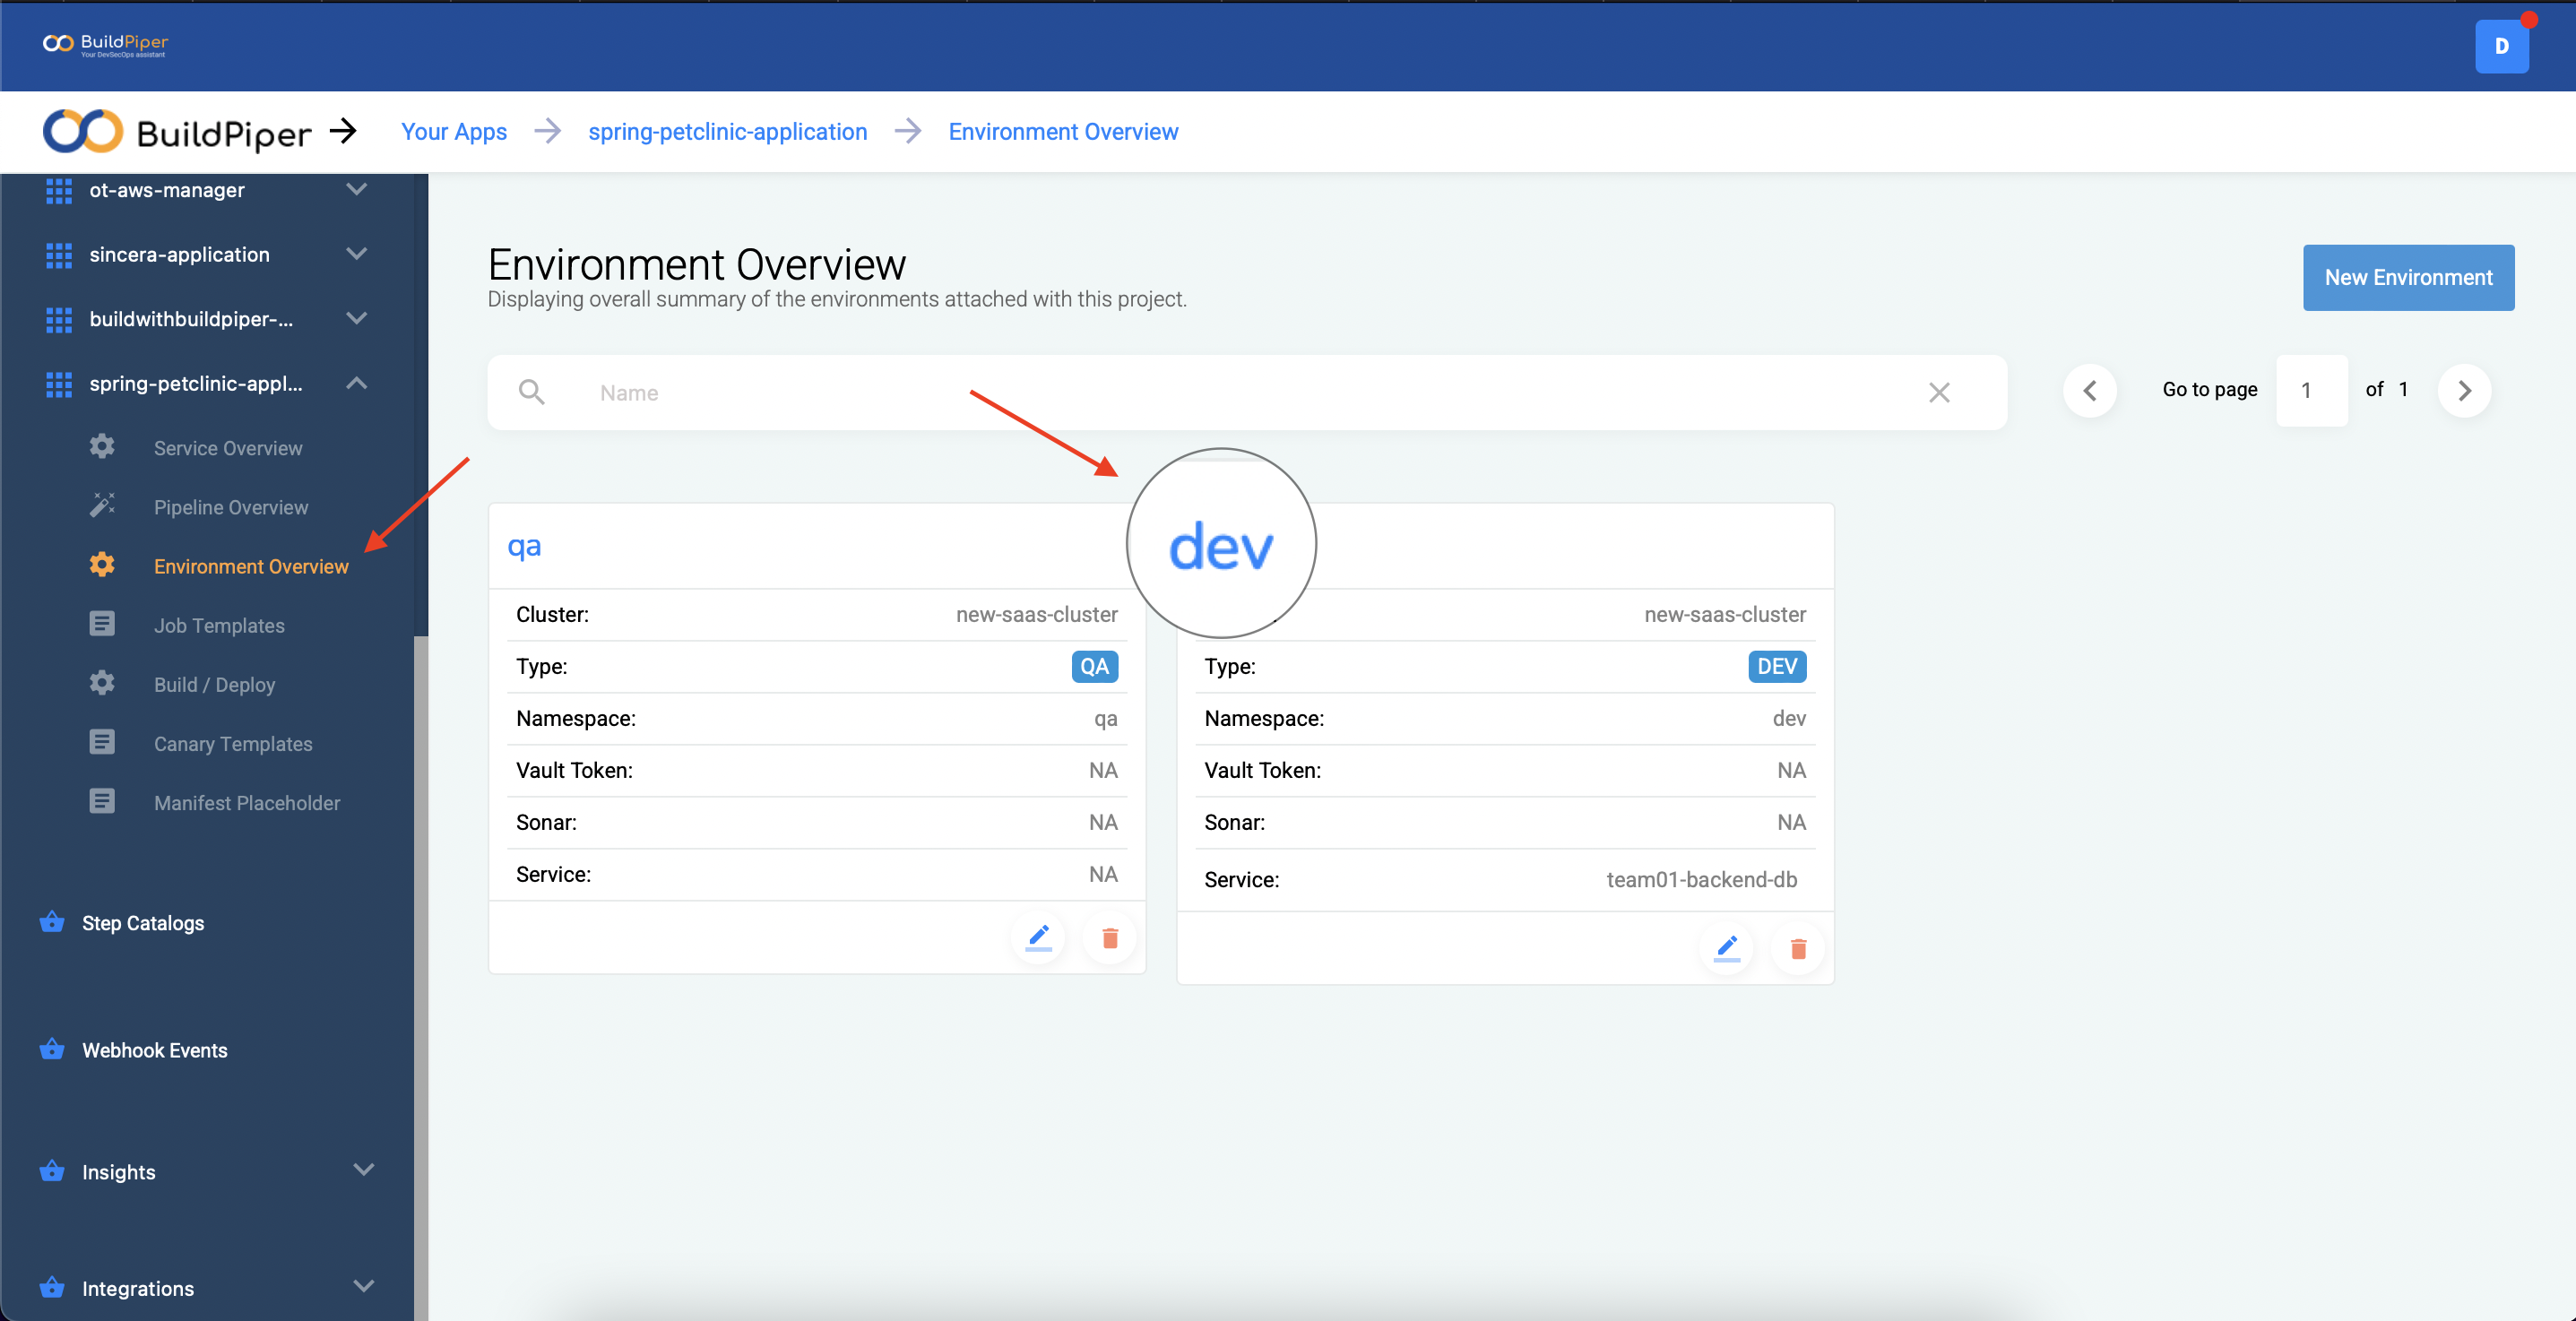 BuildPiper
Your DevSecOps assistant
D
BuildPiper
Your Apps
spring-petclinic-application
Environment Overview
ot-aws-manager
sincera-application
buildwithbuildpiper-...
spring-petclinic-appl...
Service Overview
Pipeline Overview
Environment Overview
Job Templates
Build / Deploy
Canary Templates
Manifest Placeholder
Step Catalogs
Webhook Events
Insights
Integrations
Environment Overview
Displaying overall summary of the environments attached with this project.
New Environment
Name
Go to page 1 of 1
qa
Cluster: new-saas-cluster
Type: QA
Namespace: qa
Vault Token: NA
Sonar: NA
Service: NA
dev
new-saas-cluster
Type: DEV
Namespace: dev
Vault Token: NA
Sonar: NA
Service: team01-backend-db